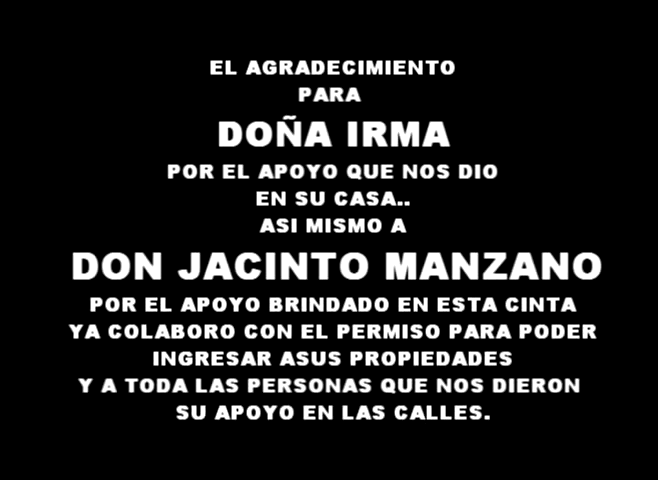 EL AGRADECIMIENTO
PARA
DOÑA IRMA
POR EL APOYO QUE NOS DIO
EN SU CASA..
ASI MISMO A
DON JACINTO MANZANO
POR EL APOYO BRINDADO EN ESTA CINTA
YA COLABORO CON EL PERMISO PARA PODER
INGRESAR ASUS PROPIEDADES
Y A TODA LAS PERSONAS QUE NOS DIERON
SU APOYO EN LAS CALLES.